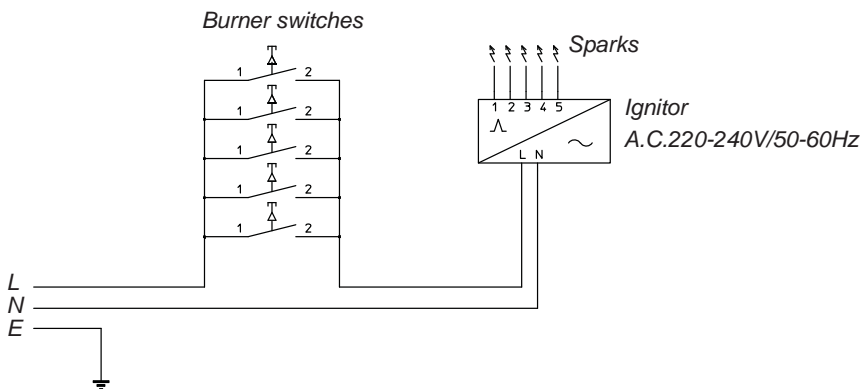 Burner switches
Sparks
1 2
1 2
1 2
1 2
1 2
1 2 3 4 5
Ignitor
A.C.220-240V/50-60Hz
L N
L
N
E